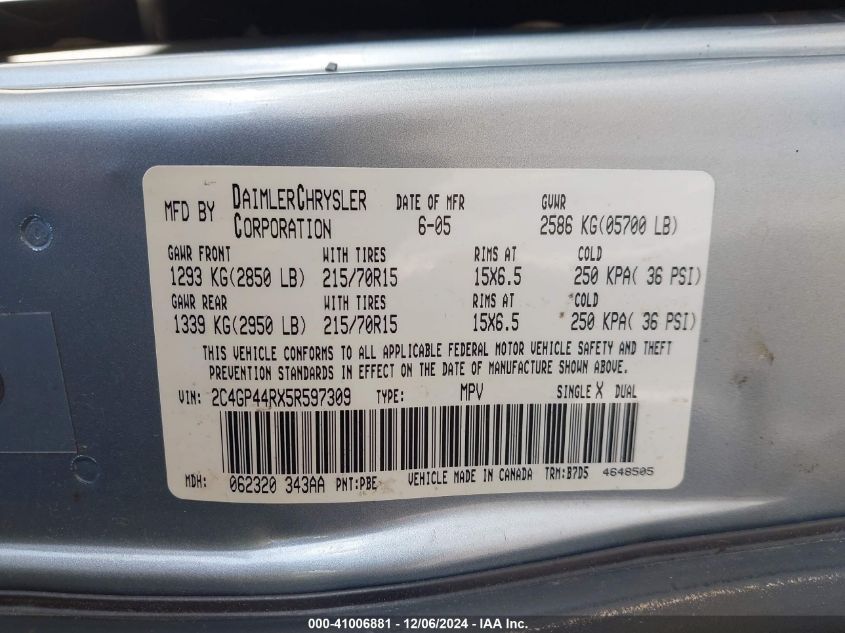 MFD BY DAIMLERCHRYSLER CORPORATION DATE OF MFR 6-05 GVWR 2586 KG(05700 LB)
GAWR FRONT WITH TIRES RIMS AT COLD
1293 KG(2850 LB) 215/70R15 15X6.5 250 KPA( 36 PSI)
GAWR REAR WITH TIRES RIMS AT COLD
1339 KG(2950 LB) 215/70R15 15X6.5 250 KPA( 36 PSI)
THIS VEHICLE CONFORMS TO ALL APPLICABLE FEDERAL MOTOR VEHICLE SAFETY AND THEFT
PREVENTION STANDARDS IN EFFECT ON THE DATE OF MANUFACTURE SHOWN ABOVE.
VIN: 2C4GP44RX5R597309 TYPE: MPV SINGLE X DUAL
MDH: 062320 343AA PNT:PBE VEHICLE MADE IN CANADA TRM:B7D5 4648505
000-41006881 - 12/06/2024 - IAA Inc.